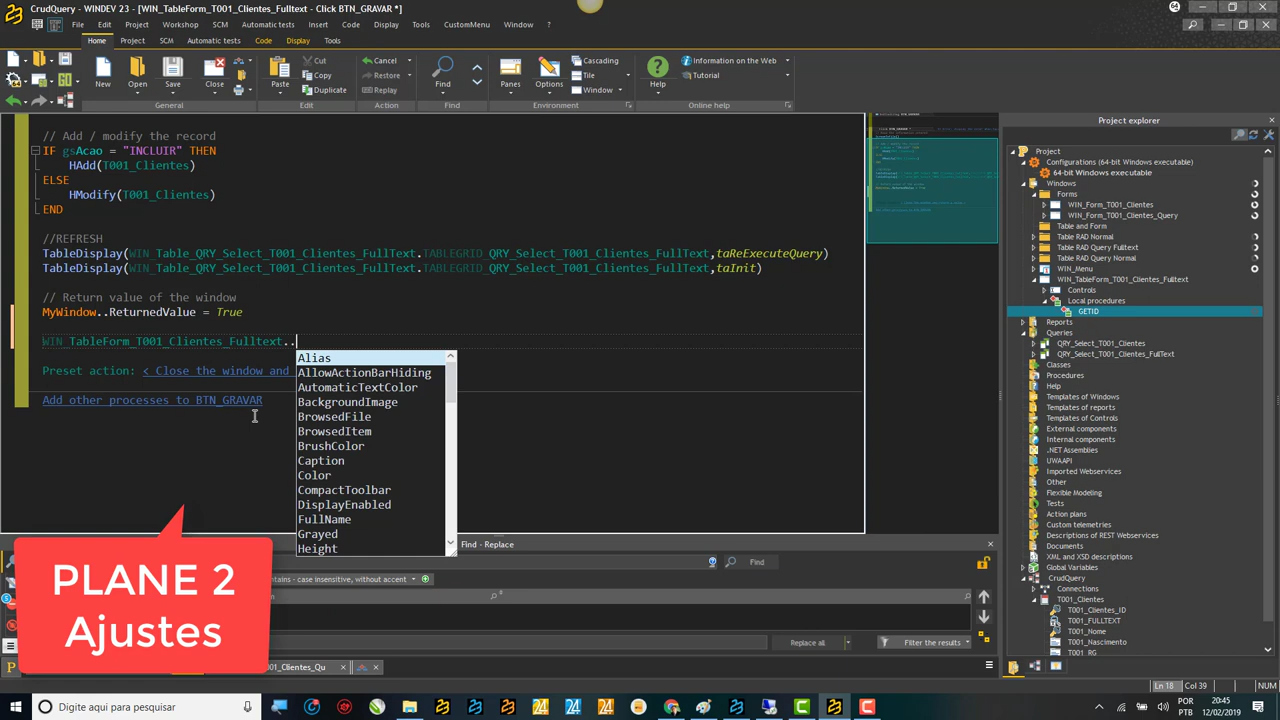 CrudQuery - WINDEV 23 - [WIN_TableForm_T001_Clientes_Fulltext - Click BTN_GRAVAR *]
64
File Edit Project Workshop SCM Automatic tests Insert Code Display Tools CustomMenu Window ?
Home Project SCM Automatic tests Code Display Tools
New Open Save Close Paste Cut Copy Duplicate Cancel Restore Replay Find Panes Options Cascading Tile Window Help Information on the Web Tutorial
General Edit Action Find Environment Online help
// Add / modify the record
IF gsAcao = "INCLUIR" THEN
HAdd(T001_Clientes)
ELSE
HModify(T001_Clientes)
END
//REFRESH
TableDisplay(WIN_Table_QRY_Select_T001_Clientes_FullText.TABLEGRID_QRY_Select_T001_Clientes_FullText,taReExecuteQuery)
TableDisplay(WIN_Table_QRY_Select_T001_Clientes_FullText.TABLEGRID_QRY_Select_T001_Clientes_FullText,taInit)
// Return value of the window
MyWindow..ReturnedValue = True
WIN_TableForm_T001_Clientes_Fulltext..
Alias
AllowActionBarHiding
AutomaticTextColor
BackgroundImage
BrowsedFile
BrowsedItem
BrushColor
Caption
Color
CompactToolbar
DisplayEnabled
FullName
Grayed
Height
Preset action: < Close the window and
Add other processes to BTN_GRAVAR
Project explorer
Project
Configurations (64-bit Windows executable)
64-bit Windows executable
Windows
Forms
WIN_Form_T001_Clientes
WIN_Form_T001_Clientes_Query
Table and Form
Table RAD Normal
Table RAD Query Fulltext
Table RAD Query Normal
WIN_Menu
WIN_TableForm_T001_Clientes_Fulltext
Controls
Local procedures
GETID
Reports
Queries
QRY_Select_T001_Clientes
QRY_Select_T001_Clientes_FullText
Classes
Procedures
Help
Templates of Windows
Templates of reports
Templates of Controls
External components
Internal components
.NET Assemblies
UWAAPI
Imported Webservices
Other
Flexible Modeling
Tests
Action plans
Custom telemetries
Descriptions of REST Webservices
Documents
XML and XSD descriptions
Global Variables
CrudQuery
Connections
T001_Clientes
T001_Clientes_ID
T001_FULLTEXT
T001_Nome
T001_Nascimento
T001_RG
Find - Replace
Find
ntains - case insensitive, without accent
Replace all Filter the results
PLANE 2
Ajustes
_Clientes_Qu
Ln 18 Col 39 NUM
Digite aqui para pesquisar
24 24 24
POR
PTB
20:45
12/02/2019